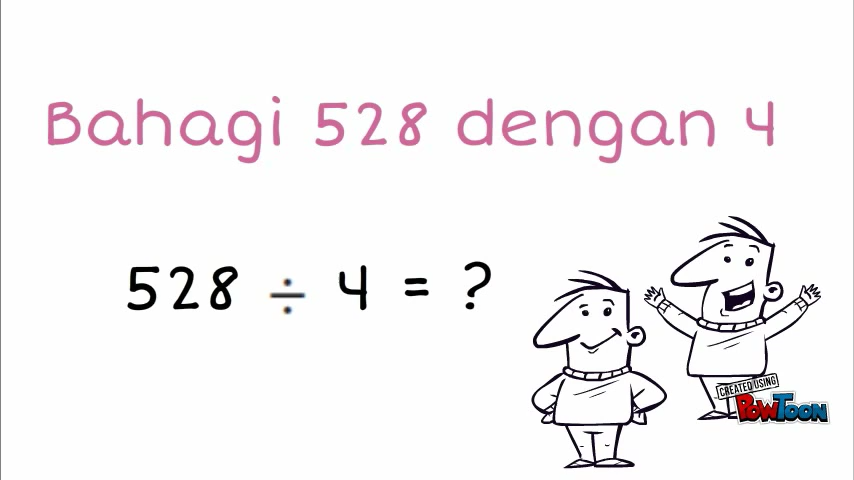 Bahagi 528 dengan 4
528 ÷ 4 = ?
CREATED USING
POWTOON